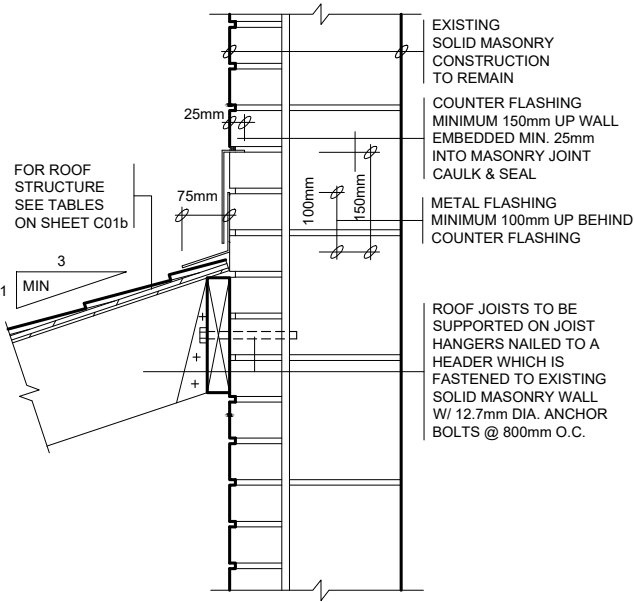 EXISTING
SOLID MASONRY
CONSTRUCTION
TO REMAIN
25mm
COUNTER FLASHING
MINIMUM 150mm UP WALL
EMBEDDED MIN. 25mm
INTO MASONRY JOINT
CAULK & SEAL
FOR ROOF
STRUCTURE
SEE TABLES
ON SHEET C01b
75mm
100mm
150mm
METAL FLASHING
MINIMUM 100mm UP BEHIND
COUNTER FLASHING
3
1
MIN
ROOF JOISTS TO BE
SUPPORTED ON JOIST
HANGERS NAILED TO A
HEADER WHICH IS
FASTENED TO EXISTING
SOLID MASONRY WALL
W/ 12.7mm DIA. ANCHOR
BOLTS @ 800mm O.C.